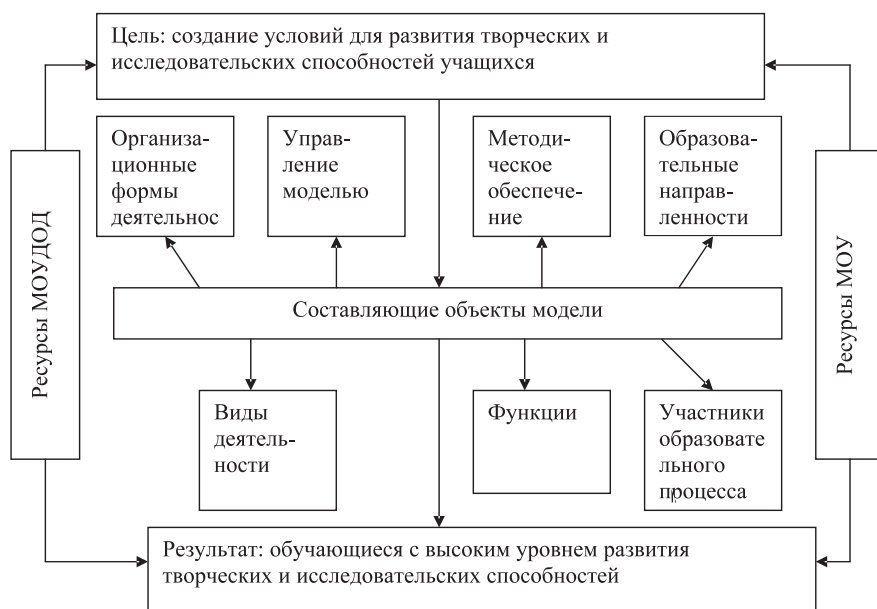 Цель: создание условий для развития творческих и
исследовательских способностей учащихся
Организа-
ционные
формы
деятельнос
Управ-
ление
моделью
Методи-
ческое
обеспече-
ние
Образова-
тельные
направ-
ленности
Ресурсы МОУДОД
Ресурсы МОУ
Составляющие объекты модели
Виды
деятель-
ности
Функции
Участники
образовате
льного
процесса
Результат: обучающиеся с высоким уровнем развития
творческих и исследовательских способностей